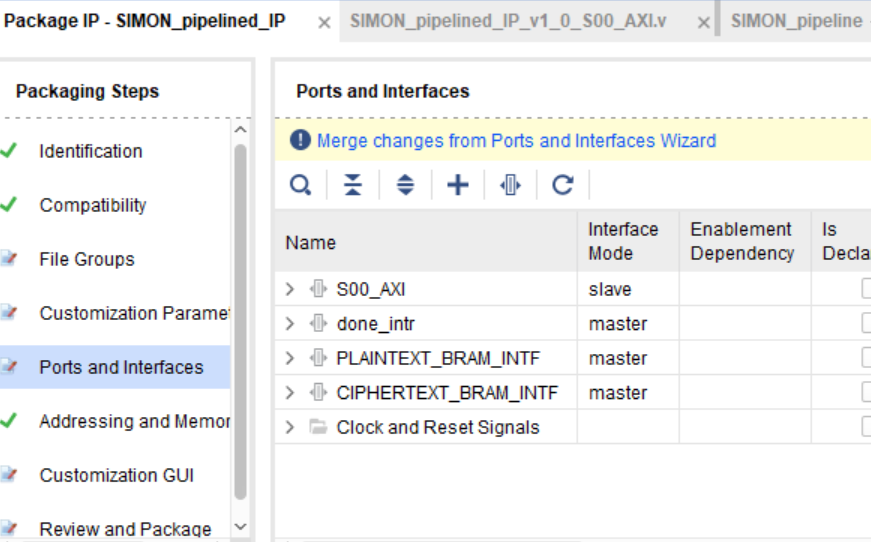 Package IP - SIMON_pipelined_IP × SIMON_pipelined_IP_v1_0_S00_AXI.v × SIMON_pipeline
Packaging Steps
Identification
Compatibility
File Groups
Customization Paramet
Ports and Interfaces
Addressing and Memor
Customization GUI
Review and Package
Ports and Interfaces
Merge changes from Ports and Interfaces Wizard
Name Interface Mode Enablement Dependency Is Decla
S00_AXI slave
done_intr master
PLAINTEXT_BRAM_INTF master
CIPHERTEXT_BRAM_INTF master
Clock and Reset Signals